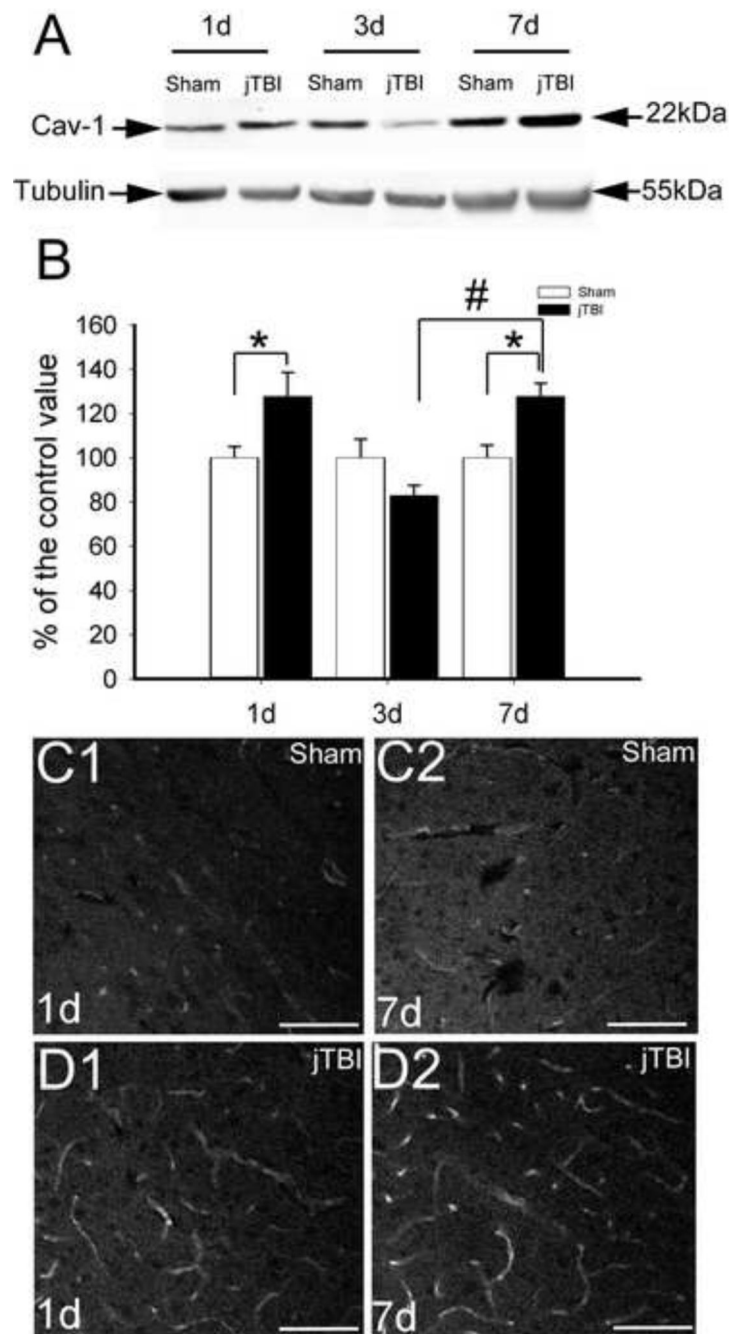 A
1d 3d 7d
Sham jTBI Sham jTBI Sham jTBI
Cav-1 22kDa
Tubulin 55kDa
B
# Sham
jTBI
* *
160
140
120
100
80
60
40
20
0
% of the control value
1d 3d 7d
C1 Sham C2 Sham
1d 7d
D1 jTBI D2 jTBI
1d 7d